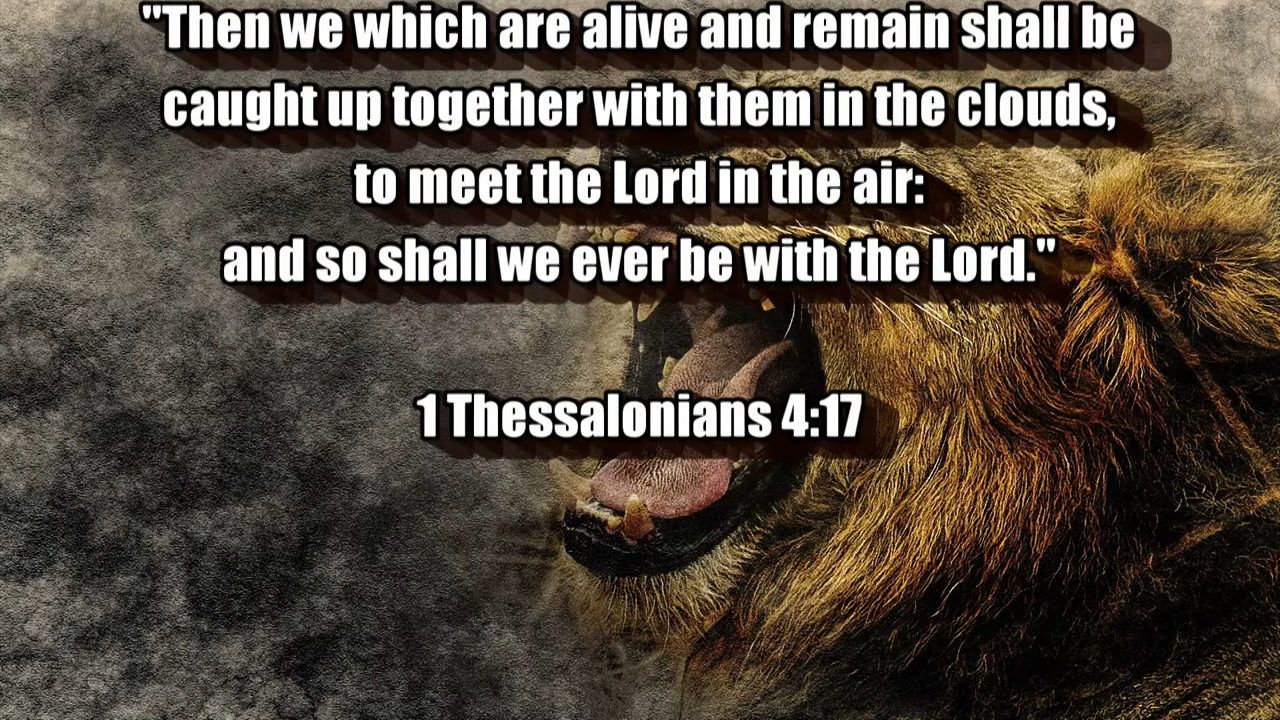 "Then we which are alive and remain shall be
caught up together with them in the clouds,
to meet the Lord in the air:
and so shall we ever be with the Lord."
1 Thessalonians 4:17